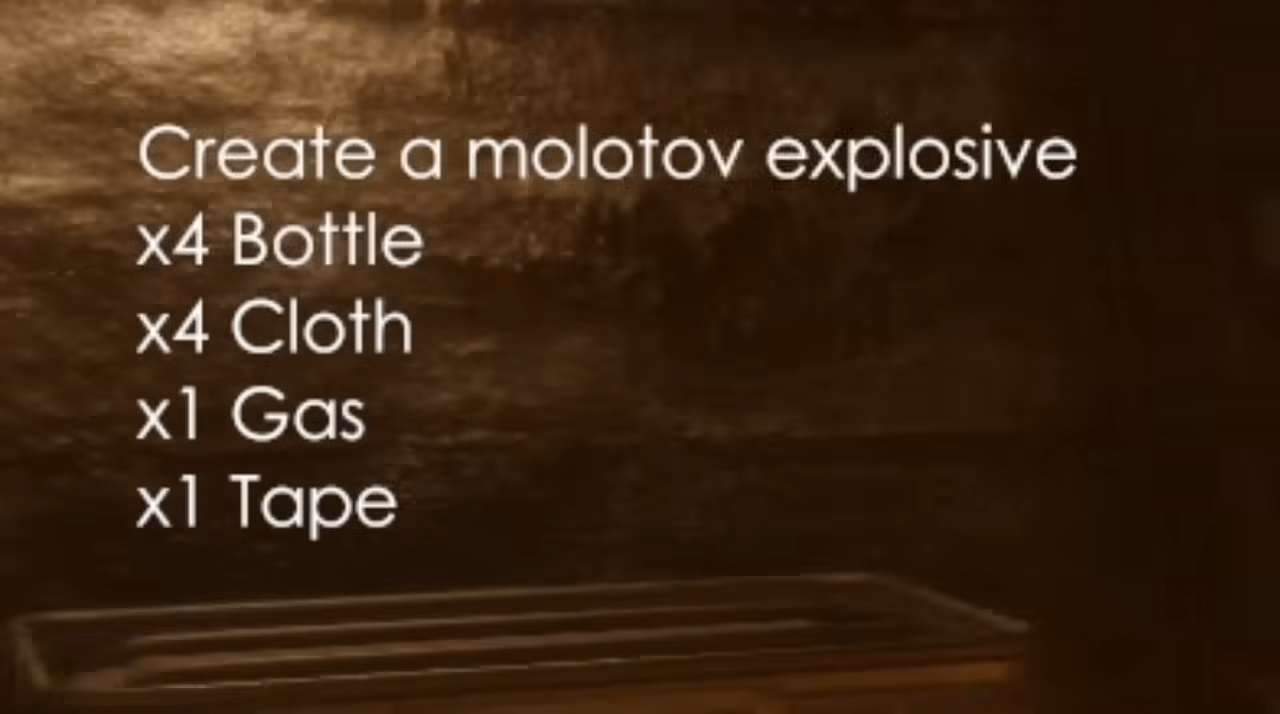 Create a molotov explosive
x4 Bottle
x4 Cloth
x1 Gas
x1 Tape